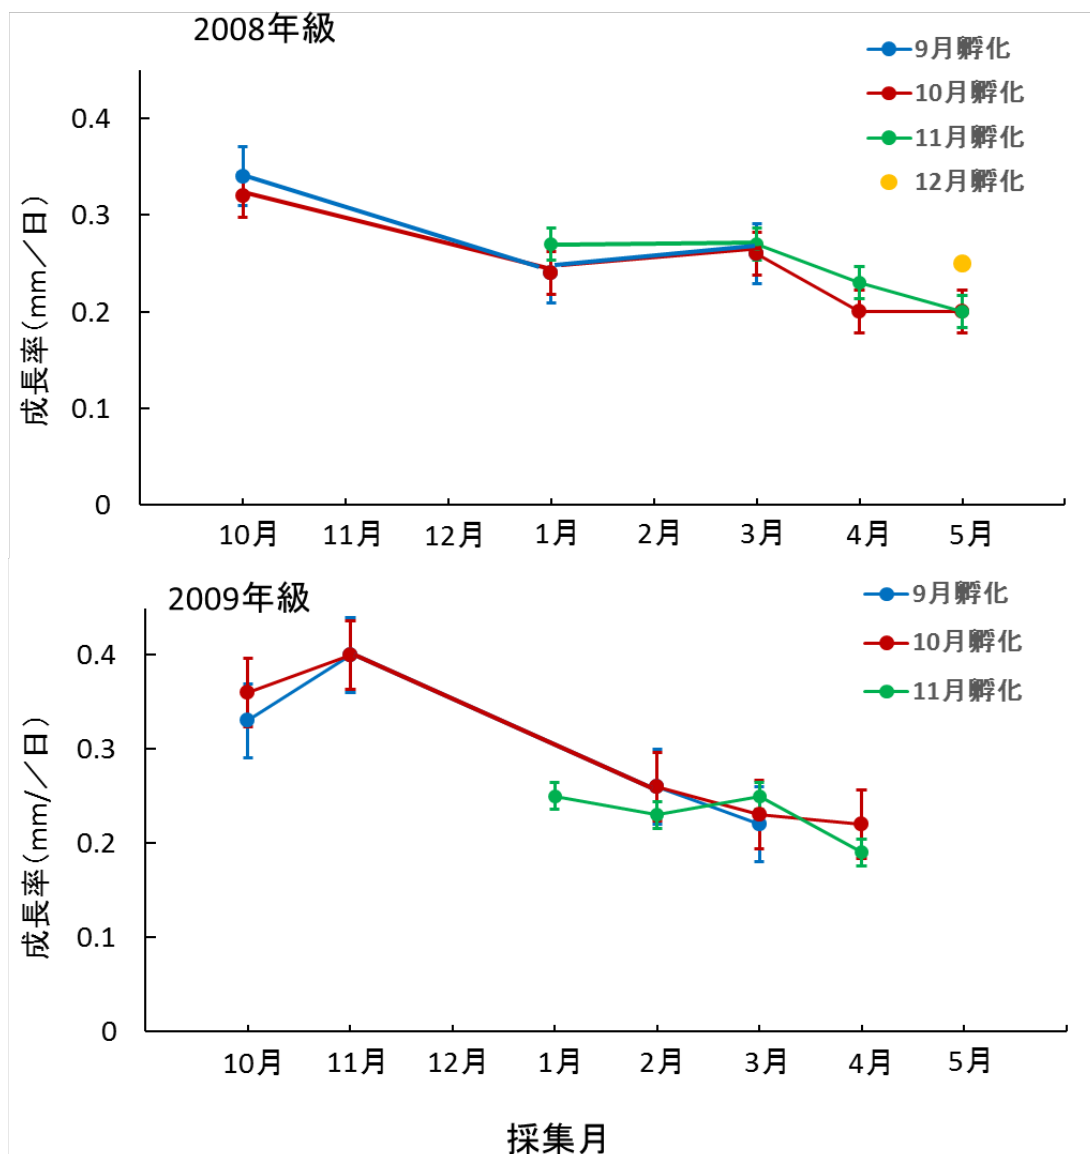 2008年級
9月孵化
10月孵化
11月孵化
12月孵化
成長率(mm/日)
0.4
0.3
0.2
0.1
0
10月 11月 12月 1月 2月 3月 4月 5月
2009年級
9月孵化
10月孵化
11月孵化
成長率(mm/／日)
0.4
0.3
0.2
0.1
0
10月 11月 12月 1月 2月 3月 4月 5月
採集月